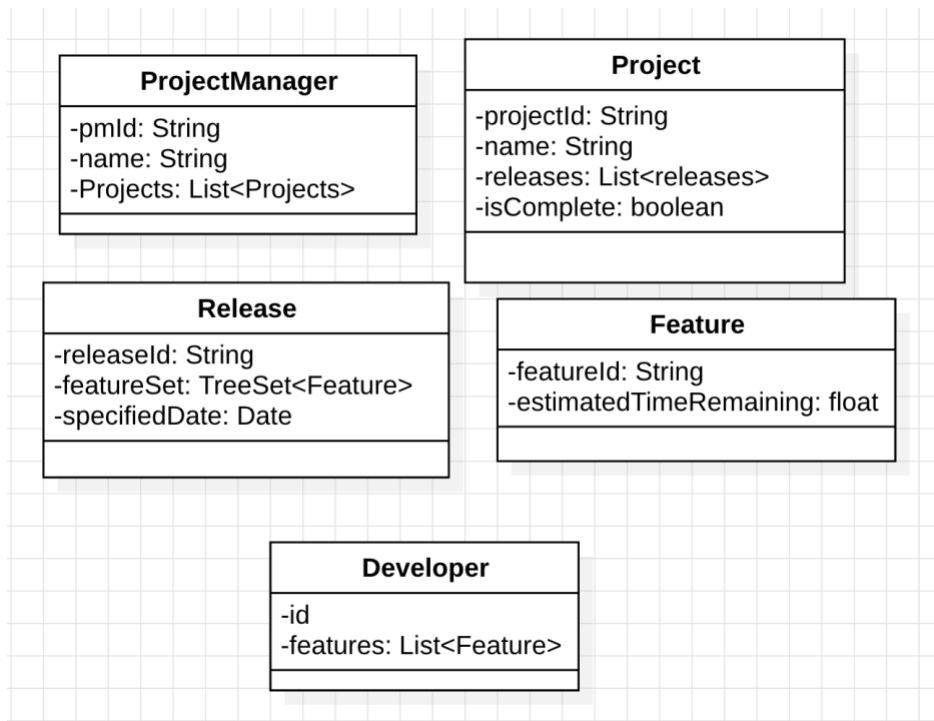 ProjectManager
-pmId: String
-name: String
-Projects: List<Projects>
Project
-projectId: String
-name: String
-releases: List<releases>
-isComplete: boolean
Release
-releaseId: String
-featureSet: TreeSet<Feature>
-specifiedDate: Date
Feature
-featureId: String
-estimatedTimeRemaining: float
Developer
-id
-features: List<Feature>